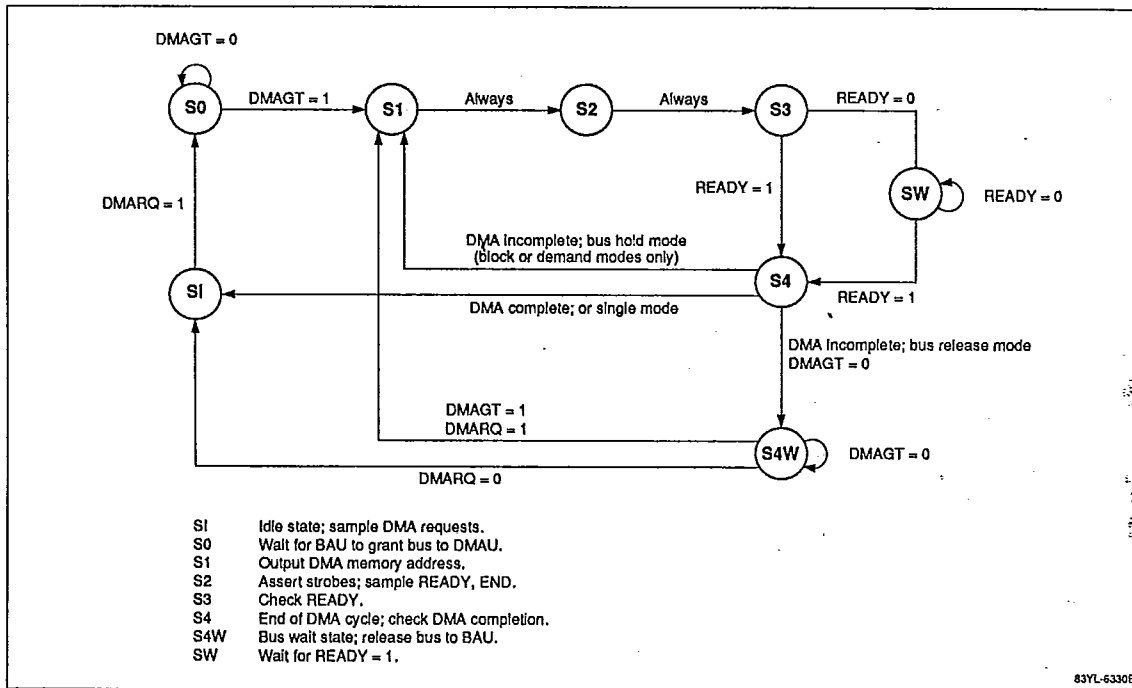 DMAGT = 0
S0
DMAGT = 1
S1
Always
S2
Always
S3
READY = 0
DMARQ = 1
READY = 1
SW
READY = 0
DMA Incomplete; bus hold mode
(block or demand modes only)
SI
S4
READY = 1
DMA complete; or single mode
DMA Incomplete; bus release mode
DMAGT = 0
DMAGT = 1
DMARQ = 1
S4W
DMAGT = 0
DMARQ = 0
SI Idle state; sample DMA requests.
S0 Wait for BAU to grant bus to DMAU.
S1 Output DMA memory address.
S2 Assert strobes; sample READY, END.
S3 Check READY.
S4 End of DMA cycle; check DMA completion.
S4W Bus wait state; release bus to BAU.
SW Wait for READY = 1.
83YL-6330B